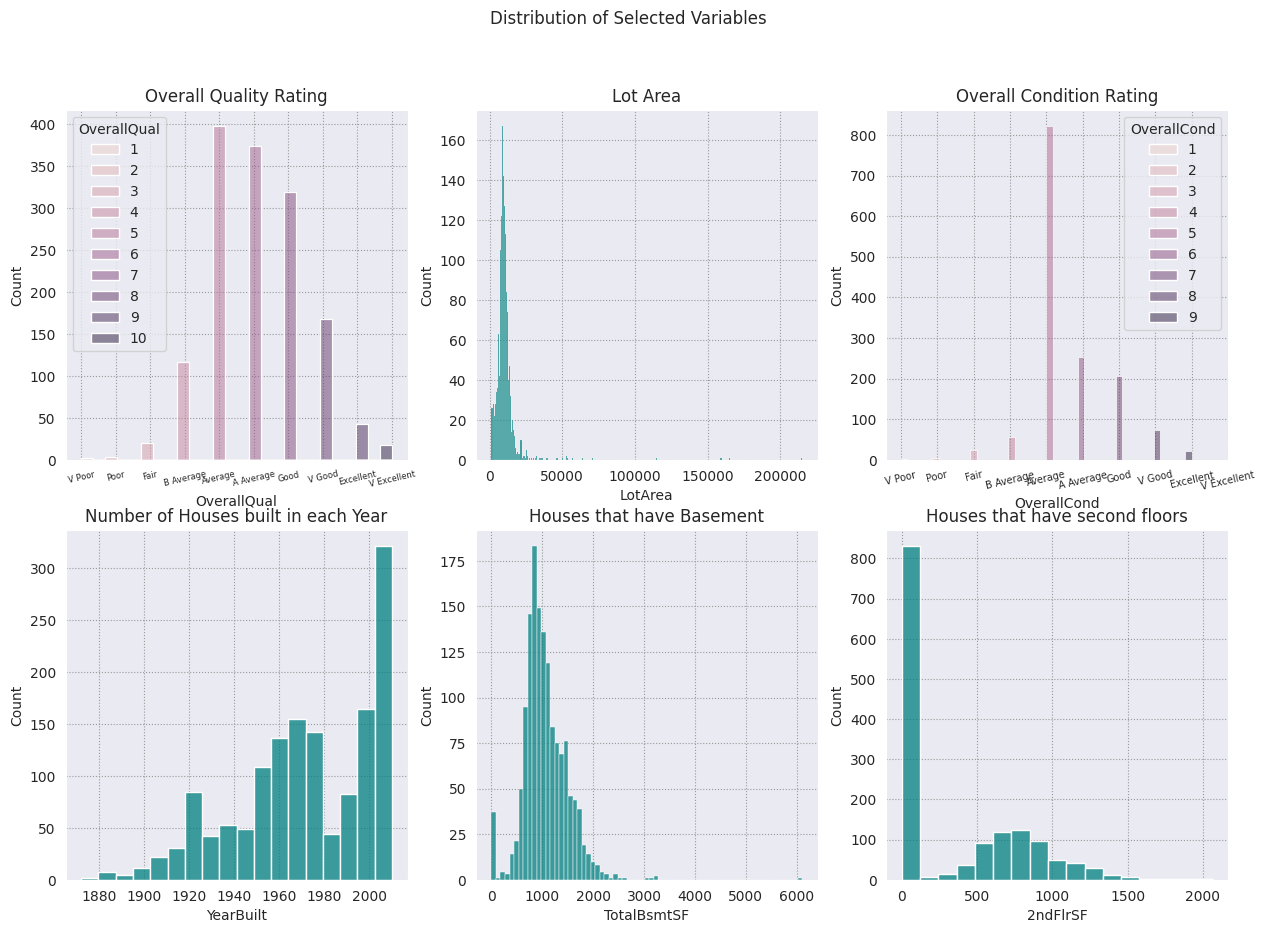 Distribution of Selected Variables
Overall Quality Rating
Count
400
350
300
250
200
150
100
50
0
OverallQual
1
2
3
4
5
6
7
8
9
10
V Poor Poor Fair B Average Average A Average Good V Good Excellent V Excellent
OverallQual
Lot Area
Count
160
140
120
100
80
60
40
20
0
0 50000 100000 150000 200000
LotArea
Overall Condition Rating
Count
800
700
600
500
400
300
200
100
0
OverallCond
1
2
3
4
5
6
7
8
9
V Poor Poor Fair B Average Average A Average Good V Good Excellent V Excellent
OverallCond
Number of Houses built in each Year
Count
300
250
200
150
100
50
0
1880 1900 1920 1940 1960 1980 2000
YearBuilt
Houses that have Basement
Count
175
150
125
100
75
50
25
0
0 1000 2000 3000 4000 5000 6000
TotalBsmtSF
Houses that have second floors
Count
800
700
600
500
400
300
200
100
0
0 500 1000 1500 2000
2ndFlrSF